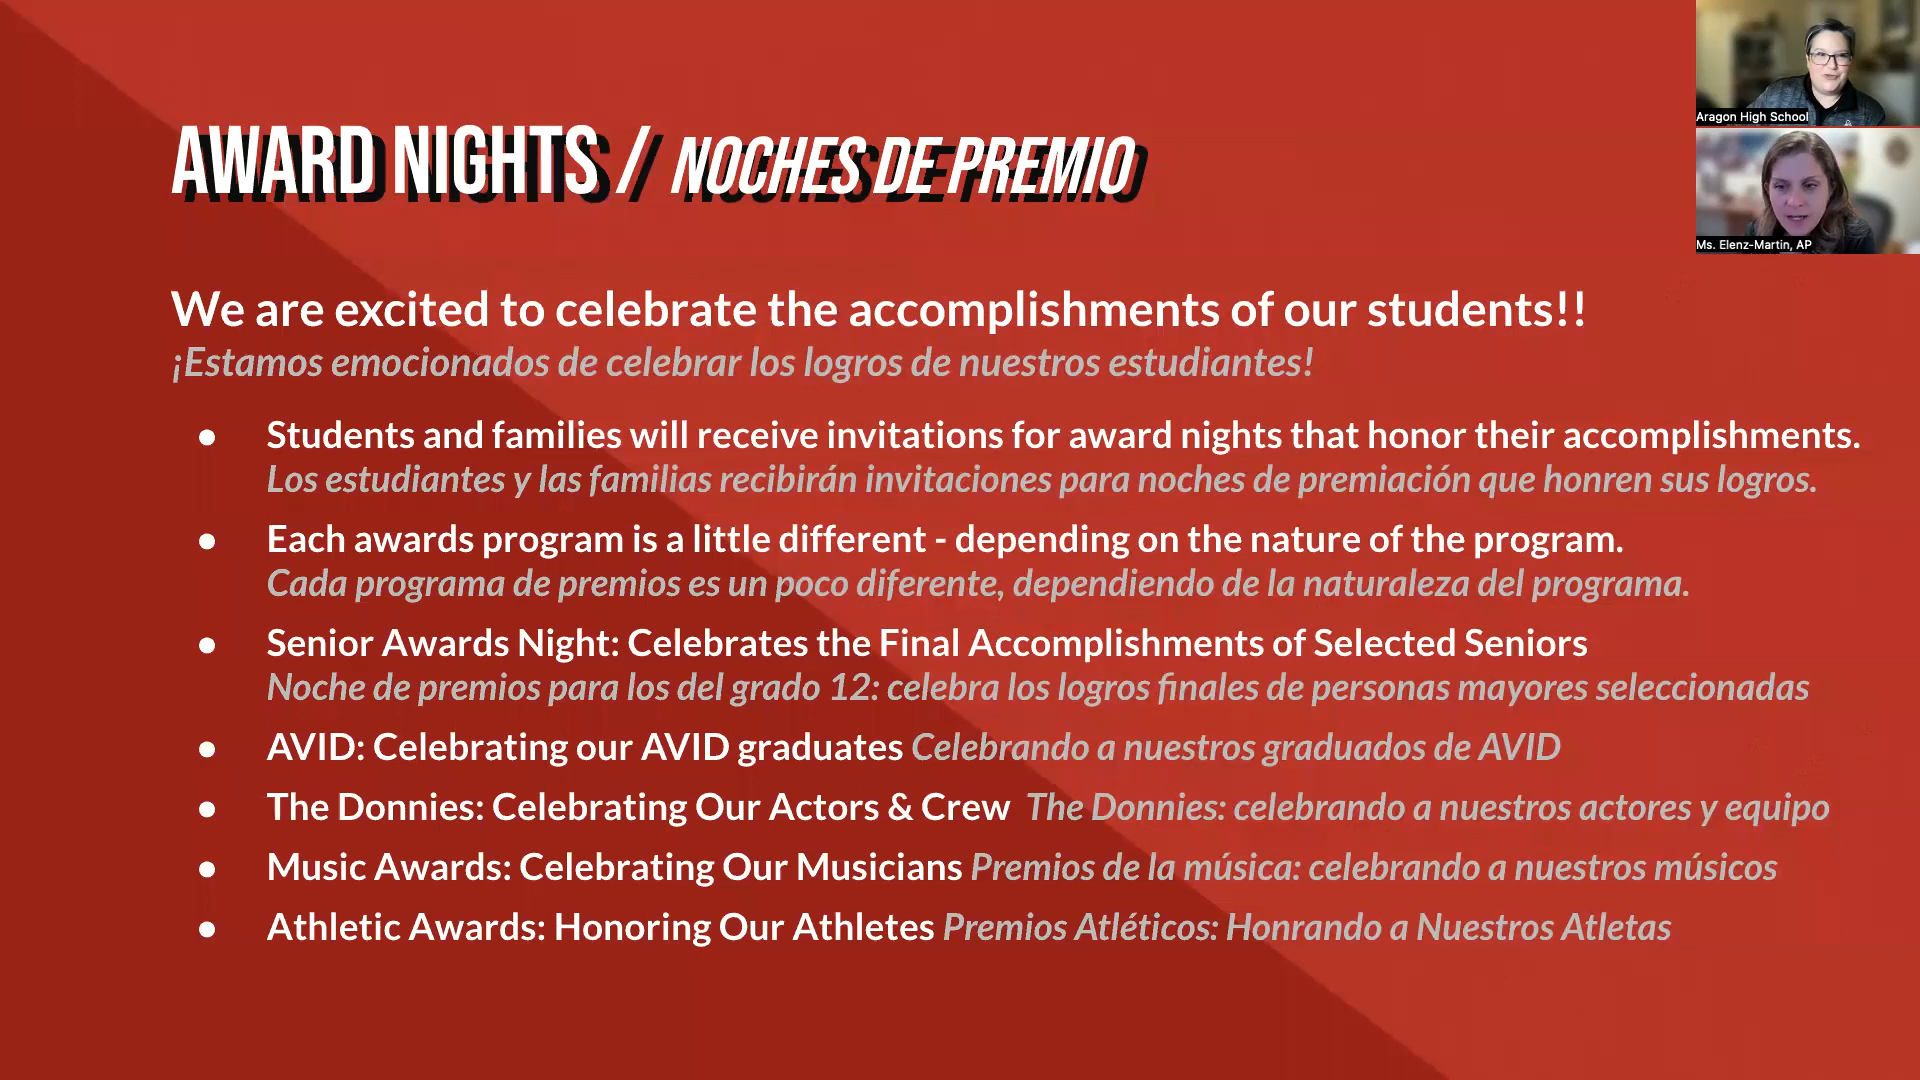 AWARD NIGHTS / NOCHES DE PREMIO
Aragon High School
Ms. Elenz-Martin, AP
We are excited to celebrate the accomplishments of our students!!
¡Estamos emocionados de celebrar los logros de nuestros estudiantes!
● Students and families will receive invitations for award nights that honor their accomplishments.
Los estudiantes y las familias recibirán invitaciones para noches de premiación que honren sus logros.
● Each awards program is a little different - depending on the nature of the program.
Cada programa de premios es un poco diferente, dependiendo de la naturaleza del programa.
● Senior Awards Night: Celebrates the Final Accomplishments of Selected Seniors
Noche de premios para los del grado 12: celebra los logros finales de personas mayores seleccionadas
● AVID: Celebrating our AVID graduates Celebrando a nuestros graduados de AVID
● The Donnies: Celebrating Our Actors & Crew The Donnies: celebrando a nuestros actores y equipo
● Music Awards: Celebrating Our Musicians Premios de la música: celebrando a nuestros músicos
● Athletic Awards: Honoring Our Athletes Premios Atléticos: Honrando a Nuestros Atletas